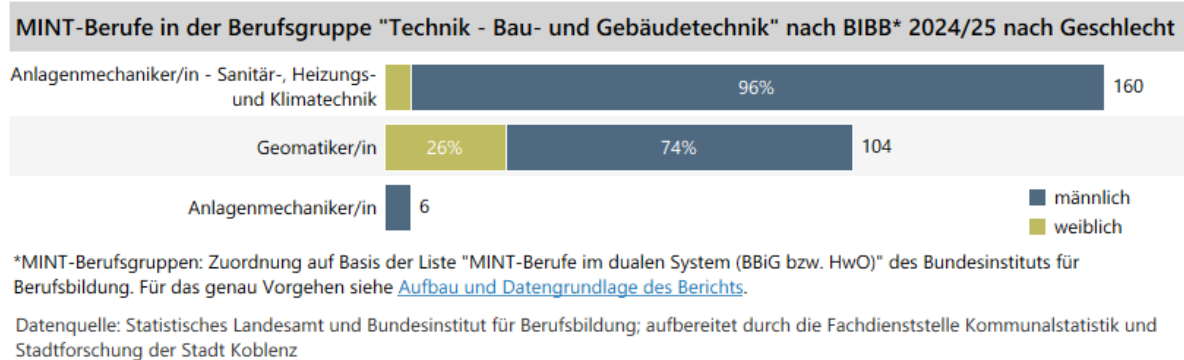 MINT-Berufe in der Berufsgruppe "Technik - Bau- und Gebäudetechnik" nach BIBB* 2024/25 nach Geschlecht
Anlagenmechaniker/in - Sanitär-, Heizungs-
und Klimatechnik
96%
160
Geomatiker/in
26%
74%
104
Anlagenmechaniker/in
6
männlich
weiblich
*MINT-Berufsgruppen: Zuordnung auf Basis der Liste "MINT-Berufe im dualen System (BBiG bzw. HwO)" des Bundesinstituts für
Berufsbildung. Für das genau Vorgehen siehe Aufbau und Datengrundlage des Berichts.
Datenquelle: Statistisches Landesamt und Bundesinstitut für Berufsbildung; aufbereitet durch die Fachdienststelle Kommunalstatistik und
Stadtforschung der Stadt Koblenz